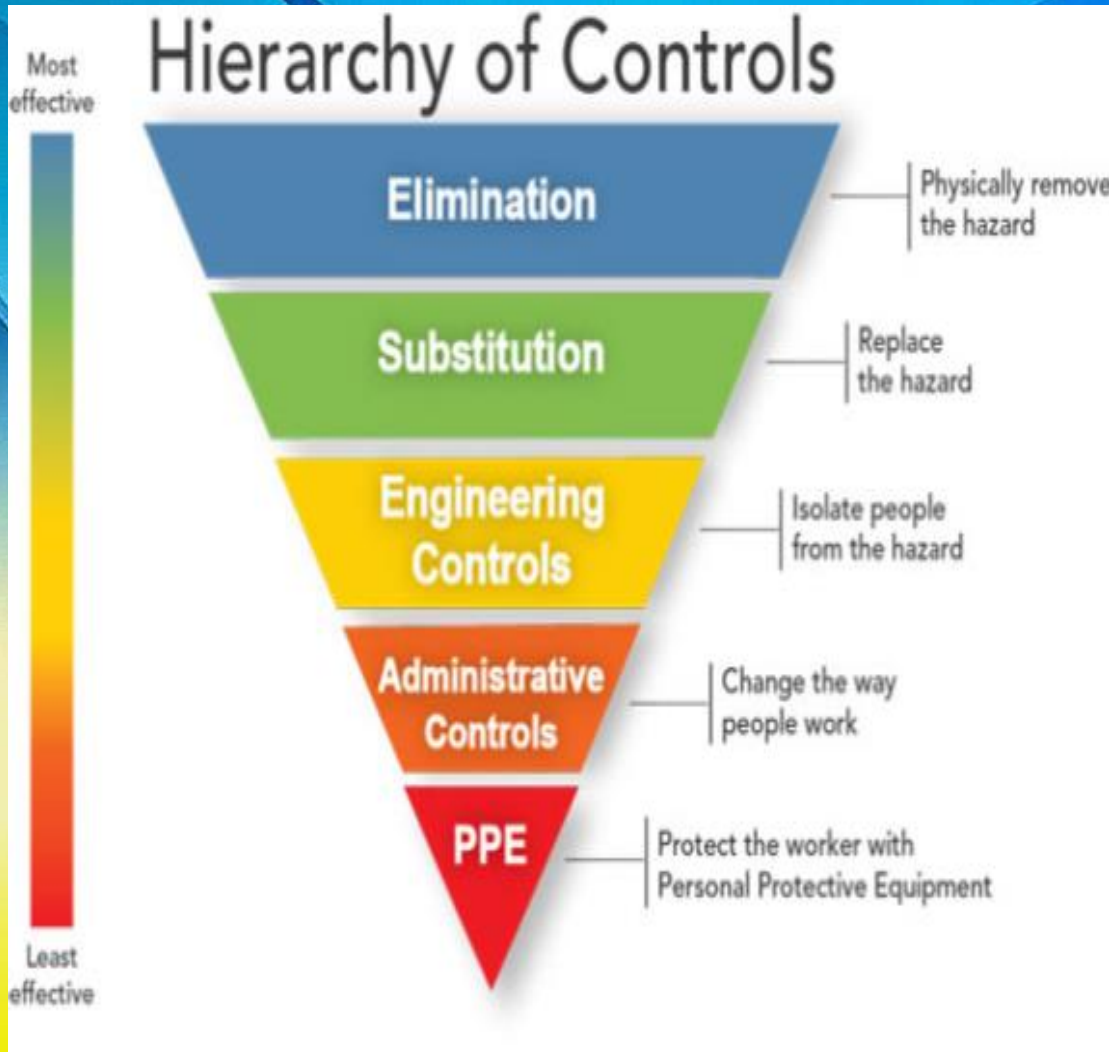 Hierarchy of Controls
Most
effective
Elimination
Physically remove
the hazard
Substitution
Replace
the hazard
Engineering
Controls
Isolate people
from the hazard
Administrative
Controls
Change the way
people work
PPE
Protect the worker with
Personal Protective Equipment
Least
effective